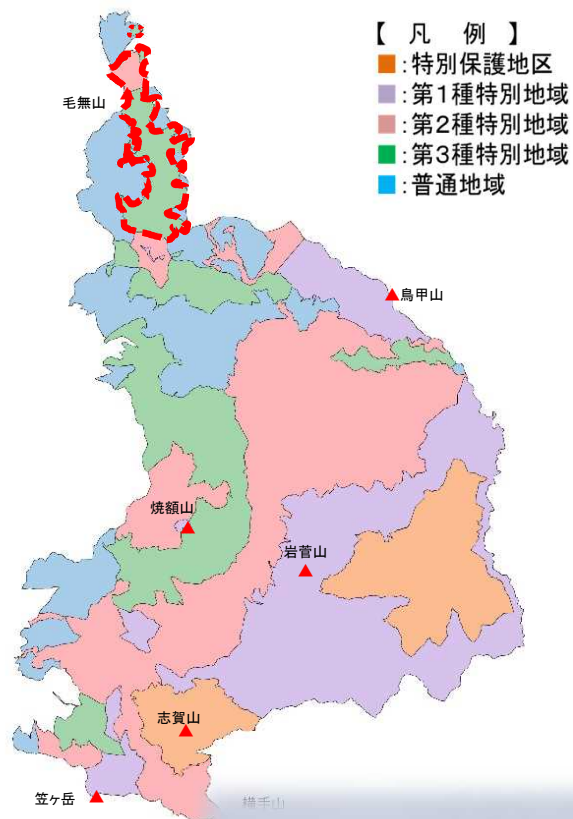 【 凡 例 】
:特別保護地区
:第1種特別地域
:第2種特別地域
:第3種特別地域
:普通地域
毛無山
鳥甲山
焼額山
岩菅山
志賀山
笠ヶ岳
横手山